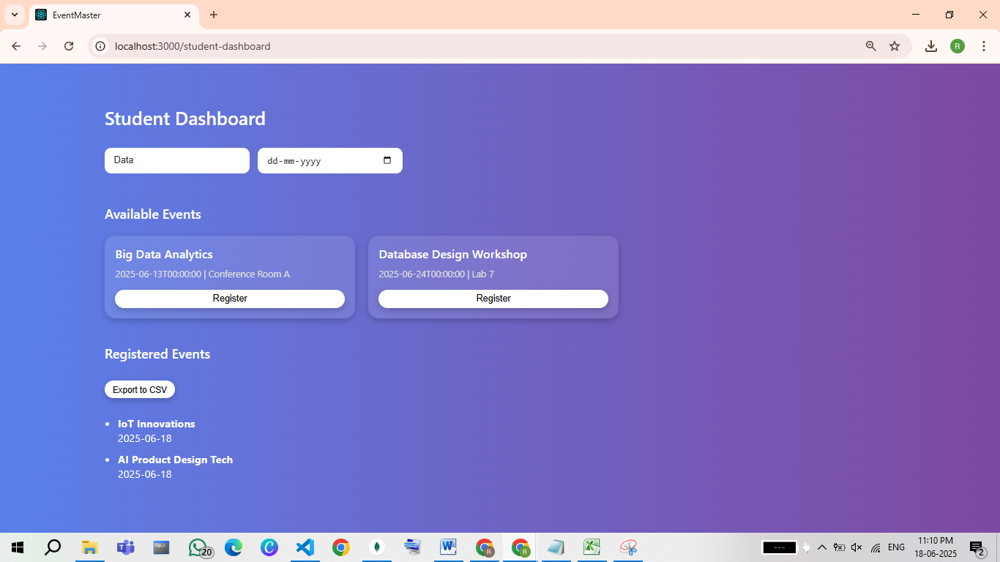 EventMaster
localhost:3000/student-dashboard
R
Student Dashboard
Data
dd-mm-yyyy
Available Events
Big Data Analytics
2025-06-13T00:00:00 | Conference Room A
Register
Database Design Workshop
2025-06-24T00:00:00 | Lab 7
Register
Registered Events
Export to CSV
IoT Innovations
2025-06-18
AI Product Design Tech
2025-06-18
20
R
R
---
ENG
11:10 PM
18-06-2025
2